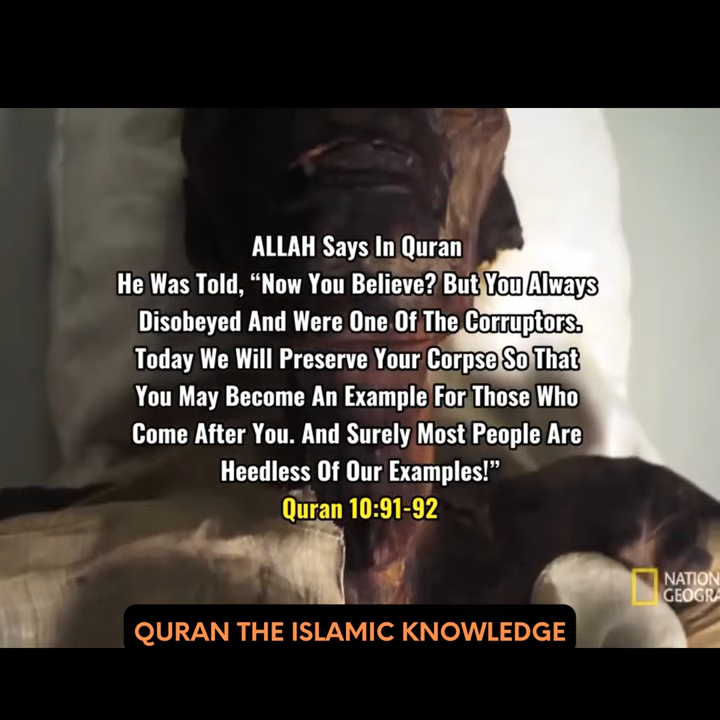 ALLAH Says In Quran
He Was Told, “Now You Believe? But You Always
Disobeyed And Were One Of The Corruptors.
Today We Will Preserve Your Corpse So That
You May Become An Example For Those Who
Come After You. And Surely Most People Are
Heedless Of Our Examples!”
Quran 10:91-92
NATION
GEOGRA
QURAN THE ISLAMIC KNOWLEDGE